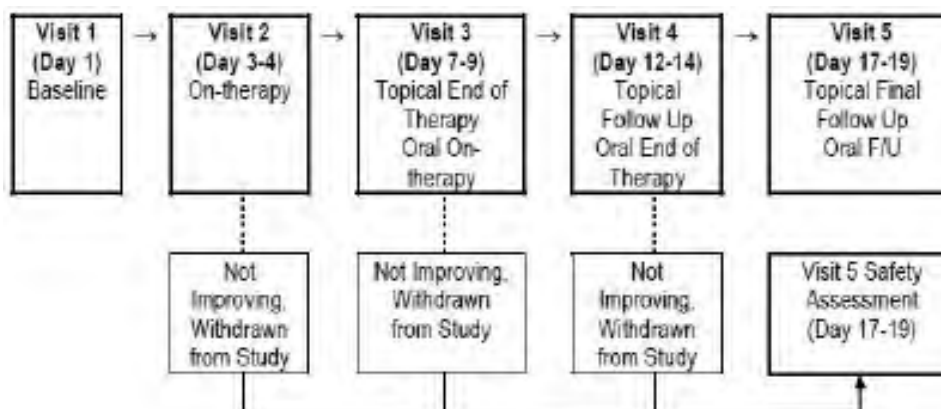 Visit 1
(Day 1)
Baseline
→
Visit 2
(Day 3-4)
On-therapy
→
Visit 3
(Day 7-9)
Topical End of
Therapy
Oral On-
therapy
→
Visit 4
(Day 12-14)
Topical
Follow Up
Oral End of
Therapy
→
Visit 5
(Day 17-19)
Topical Final
Follow Up
Oral F/U
Not
Improving,
Withdrawn
from Study
Not Improving,
Withdrawn
from Study
Not
Improving,
Withdrawn
from Study
Visit 5 Safety
Assessment
(Day 17-19)